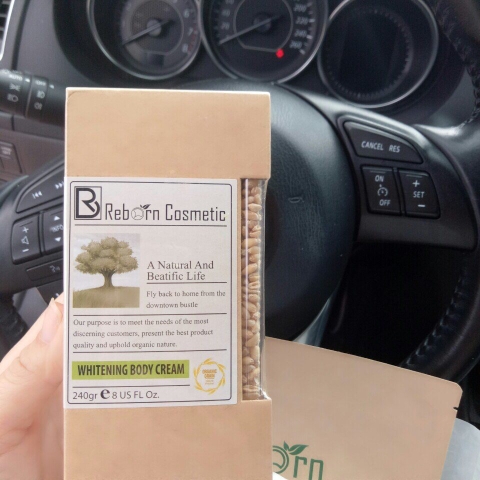 CANCEL RES
ON
OFF
+
SET
-
B Reborn Cosmetic
A Natural And
Beatific Life
Fly back to home from the
downtown bustle
Our purpose is to meet the needs of the most
discerning customers, present the best product
quality and uphold organic nature.
WHITENING BODY CREAM
240gr e 8 US FL Oz.
orn